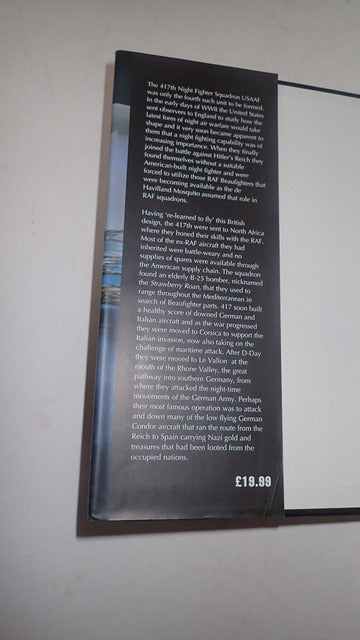 The 417th Night Fighter Squadron USAAF
was only the fourth such unit to be formed.
In the early days of WWII the United States
sent observers to England to study how the
latest form of night air warfare would take
shape and it very soon became apparent to
them that a night fighting capability was of
increasing importance. When they finally
joined the battle against Hitler's Reich they
found themselves without a suitable
American-built night fighter and were
forced to utilize those RAF Beaufighters that
were becoming available as the de
Havilland Mosquito assumed that role in
RAF squadrons.
Having 're-learned to fly' this British
design, the 417th were sent to North Africa
where they honed their skills with the RAF.
Most of the ex-RAF aircraft they had
inherited were battle-weary and no
supplies of spares were available through
the American supply chain. The squadron
found an elderly B-25 bomber, nicknamed
the Strawberry Roan, that they used to
range throughout the Mediterranean in
search of Beaufighter parts. 417 soon built
a healthy score of downed German and
Italian aircraft and as the war progressed
they were moved to Corsica to support the
Italian invasion, now also taking on the
challenge of maritime attack. After D-Day
they were moved to Le Vallon at the
mouth of the Rhone Valley, the great
pathway into southern Germany, from
where they attacked the night-time
movements of the German Army. Perhaps
their most famous operation was to attack
and down many of the low flying German
Condor aircraft that ran the route from the
Reich to Spain carrying Nazi gold and
treasures that had been looted from the
occupied nations.
£19.99